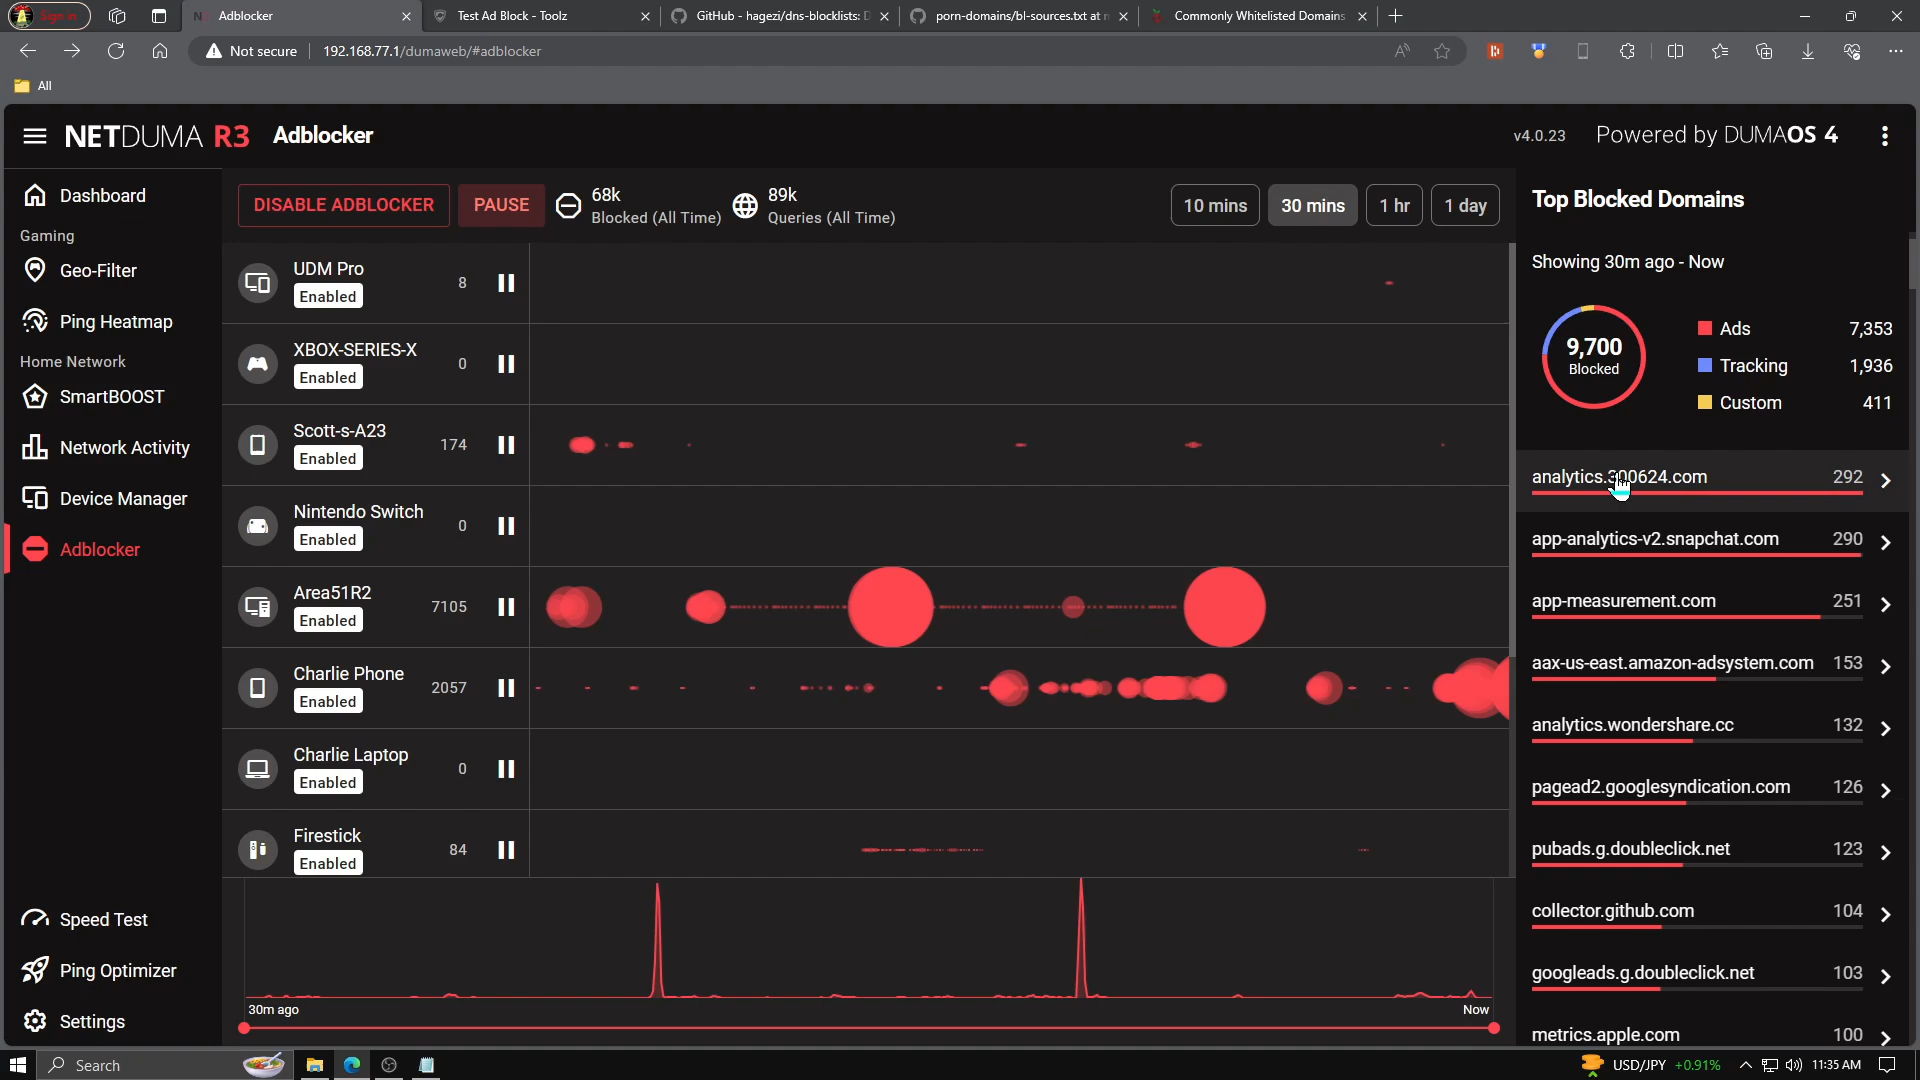 Sign in
Adblocker
Test Ad Block - Toolz
GitHub - hagezi/dns-blocklists: D
porn-domains/bl-sources.txt at
Commonly Whitelisted Domains
Not secure
192.168.77.1/dumaweb/#adblocker
All
NETDUMA R3
Adblocker
v4.0.23
Powered by DUMAOS 4
Dashboard
Gaming
Geo-Filter
Ping Heatmap
Home Network
SmartBOOST
Network Activity
Device Manager
Adblocker
Speed Test
Ping Optimizer
Settings
DISABLE ADBLOCKER
PAUSE
68k
Blocked (All Time)
89k
Queries (All Time)
10 mins
30 mins
1 hr
1 day
UDM Pro
Enabled
8
XBOX-SERIES-X
Enabled
0
Scott-s-A23
Enabled
174
Nintendo Switch
Enabled
0
Area51R2
Enabled
7105
Charlie Phone
Enabled
2057
Charlie Laptop
Enabled
0
Firestick
Enabled
84
30m ago
Now
Top Blocked Domains
Showing 30m ago - Now
9,700
Blocked
Ads 7,353
Tracking 1,936
Custom 411
analytics.300624.com 292
app-analytics-v2.snapchat.com 290
app-measurement.com 251
aax-us-east.amazon-adsystem.com 153
analytics.wondershare.cc 132
pagead2.googlesyndication.com 126
pubads.g.doubleclick.net 123
collector.github.com 104
googleads.g.doubleclick.net 103
metrics.apple.com 100
Search
USD/JPY +0.91%
11:35 AM